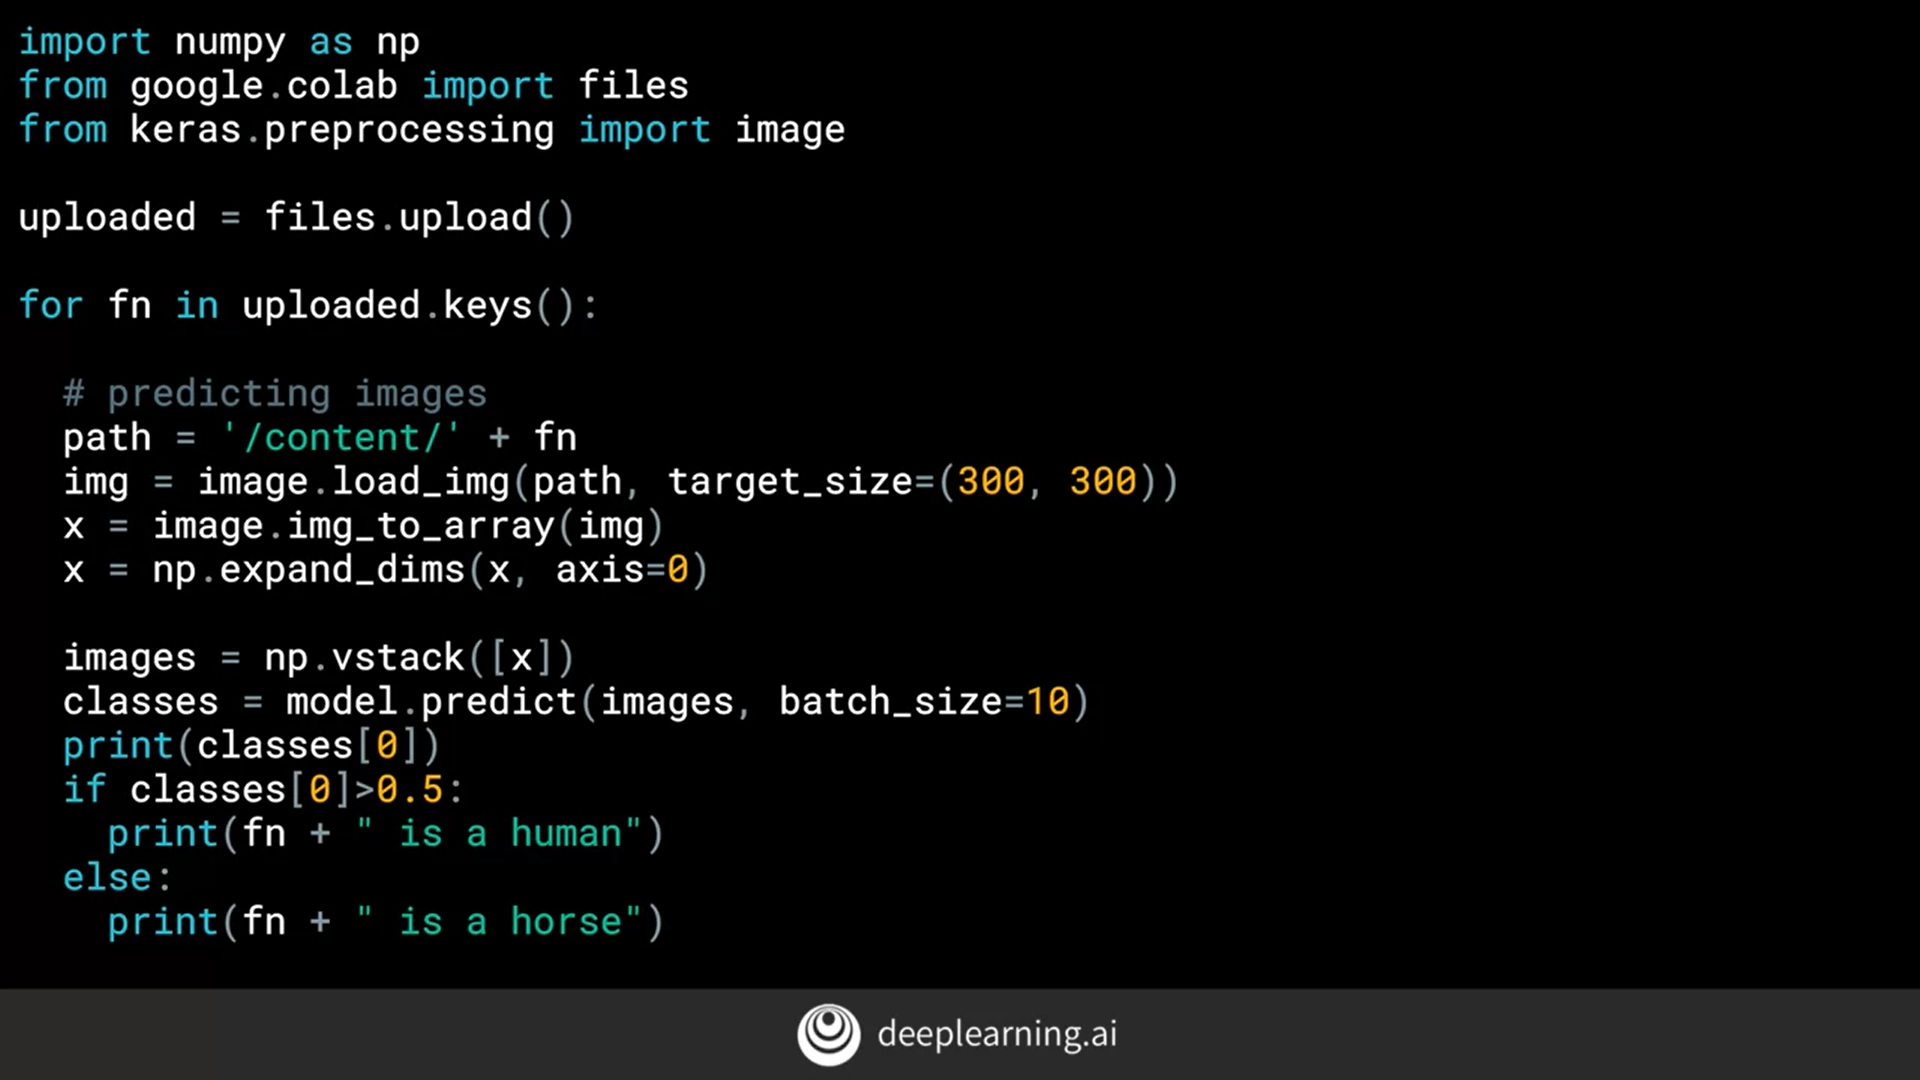 import numpy as np
from google.colab import files
from keras.preprocessing import image

uploaded = files.upload()

for fn in uploaded.keys():

  # predicting images
  path = '/content/' + fn
  img = image.load_img(path, target_size=(300, 300))
  x = image.img_to_array(img)
  x = np.expand_dims(x, axis=0)

  images = np.vstack([x])
  classes = model.predict(images, batch_size=10)
  print(classes[0])
  if classes[0]>0.5:
    print(fn + " is a human")
  else:
    print(fn + " is a horse")
deeplearning.ai